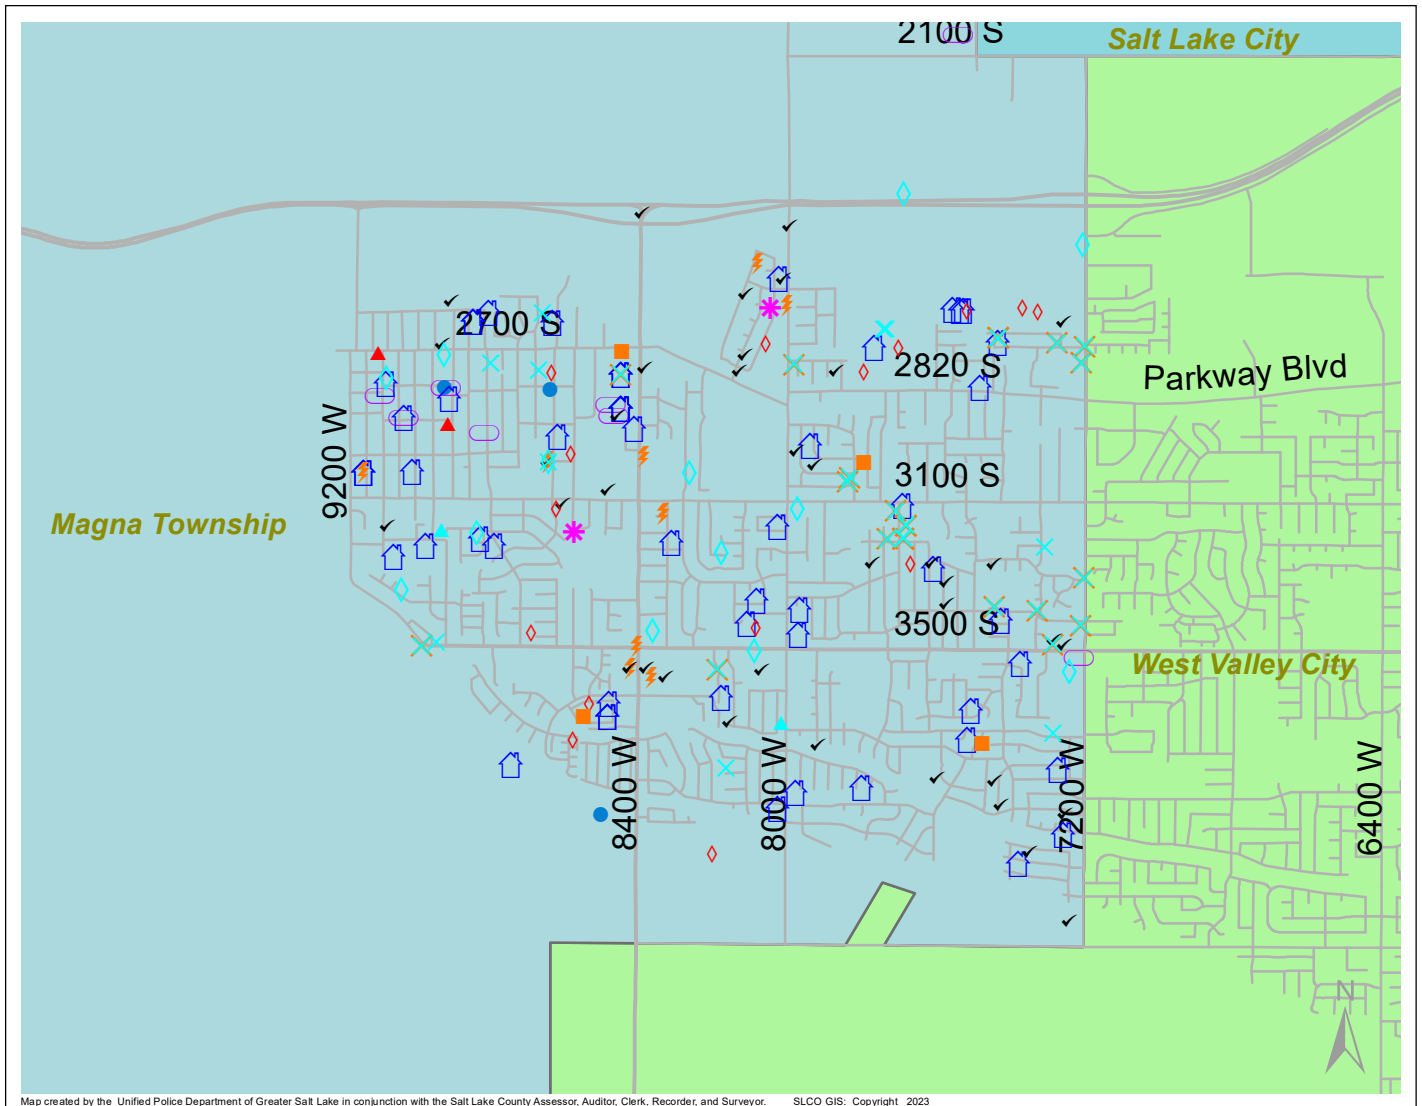 2100 S
Salt Lake City
2700 S
2820 S
Parkway Blvd
9200 W
3100 S
Magna Township
3500 S
West Valley City
8400 W
8000 W
7200 W
6400 W
N
Map created by the Unified Police Department of Greater Salt Lake in conjunction with the Salt Lake County Assessor, Auditor, Clerk, Recorder, and Surveyor. SLCO GIS: Copyright 2023